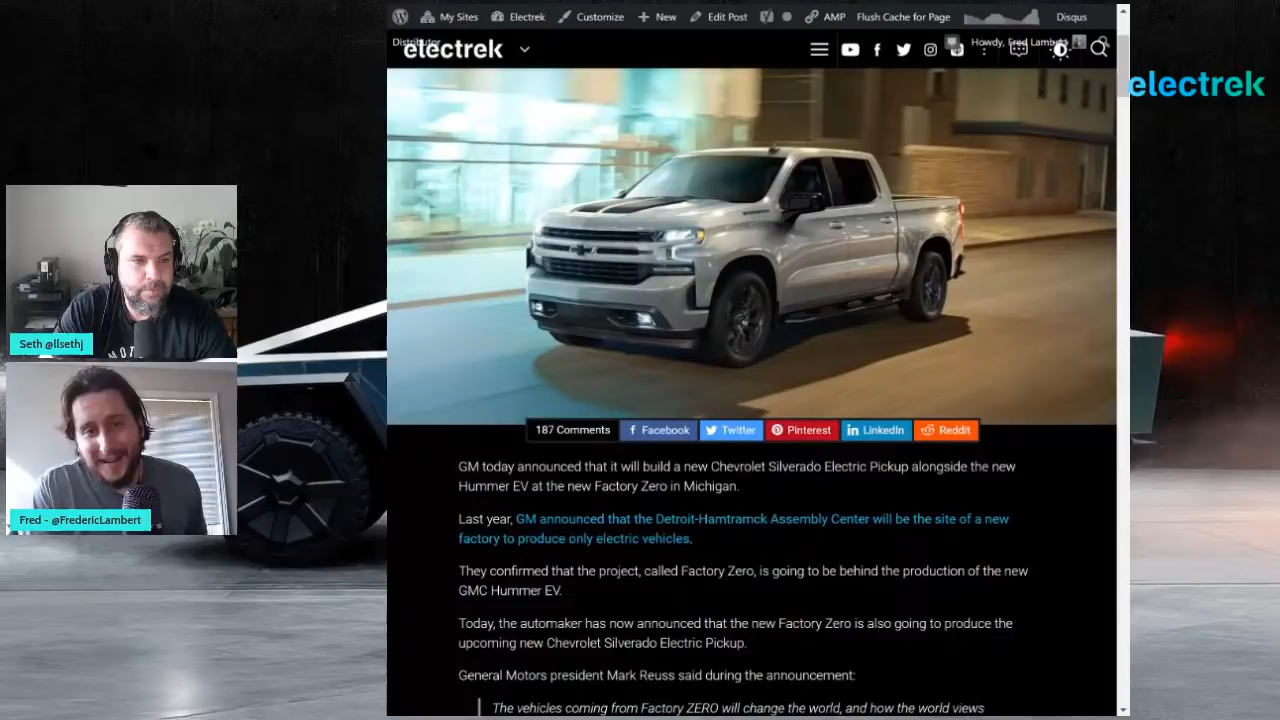 My Sites
Electrek
Customize
New
Edit Post
AMP
Flush Cache for Page
Disqus
Distributor
electrek
Howdy, Fred Lambert
electrek
MOT
Seth @llsethj
Fred - @FredericLambert
187 Comments
Facebook
Twitter
Pinterest
LinkedIn
Reddit
GM today announced that it will build a new Chevrolet Silverado Electric Pickup alongside the new
Hummer EV at the new Factory Zero in Michigan.
Last year, GM announced that the Detroit-Hamtramck Assembly Center will be the site of a new
factory to produce only electric vehicles.
They confirmed that the project, called Factory Zero, is going to be behind the production of the new
GMC Hummer EV.
Today, the automaker has now announced that the new Factory Zero is also going to produce the
upcoming new Chevrolet Silverado Electric Pickup.
General Motors president Mark Reuss said during the announcement:
The vehicles coming from Factory ZERO will change the world, and how the world views